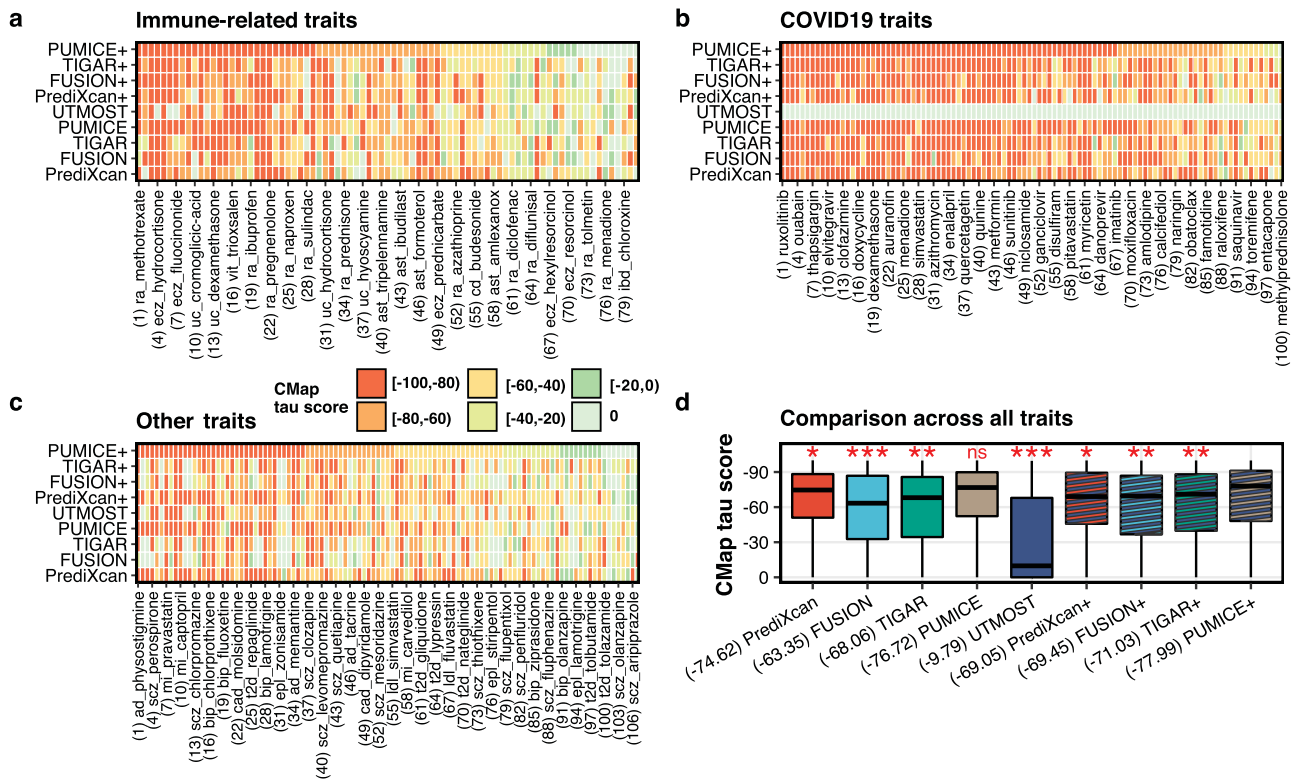 a
Immune-related traits
PUMICE+
TIGAR+
FUSION+
PrediXcan+
UTMOST
PUMICE
TIGAR
FUSION
PrediXcan
(1) ra_methotrexate
(4) ecz_hydrocortisone
(7) ecz_fluocinonide
(10) uc_cromoglicic-acid
(13) uc_dexamethasone
(16) vit_trioxsalen
(19) ra_ibuprofen
(22) ra_pregnenolone
(25) ra_naproxen
(28) ra_sulindac
(31) uc_hydrocortisone
(34) ra_prednisone
(37) uc_hyoscyamine
(40) ast_tripelennamine
(43) ast_ibudilast
(46) ast_formoterol
(49) ecz_prednicarbate
(52) ra_azathioprine
(55) cd_budesonide
(58) ast_amlexanox
(61) ra_diclofenac
(64) ra_diflunisal
(67) ecz_hexylresorcinol
(70) ecz_resorcinol
(73) ra_tolmetin
(76) ra_menadione
(79) ibd_chloroxine
b
COVID19 traits
PUMICE+
TIGAR+
FUSION+
PrediXcan+
UTMOST
PUMICE
TIGAR
FUSION
PrediXcan
(1) ruxolitinib
(4) ouabain
(7) thapsigargin
(10) elvitegravir
(13) clofazimine
(16) doxycycline
(19) dexamethasone
(22) auranofin
(25) menadione
(28) simvastatin
(31) azithromycin
(34) enalapril
(37) quercetagetin
(40) quinine
(43) metformin
(46) sunitinib
(49) niclosamide
(52) ganciclovir
(55) disulfiram
(58) pitavastatin
(61) myricetin
(64) danoprevir
(67) imatinib
(70) moxifloxacin
(73) amlodipine
(76) calcifediol
(79) naringin
(82) obatoclax
(85) famotidine
(88) raloxifene
(91) saquinavir
(94) toremifene
(97) entacapone
(100) methylprednisolone
CMap
tau score
[-100,-80)
[-80,-60)
[-60,-40)
[-40,-20)
[-20,0)
0
c
Other traits
PUMICE+
TIGAR+
FUSION+
PrediXcan+
UTMOST
PUMICE
TIGAR
FUSION
PrediXcan
(1) ad_physostigmine
(4) scz_perospirone
(7) mi_pravastatin
(10) mi_captopril
(13) scz_chlorpromazine
(16) bip_chlorprothixene
(19) bip_fluoxetine
(22) cad_molsidomine
(25) t2d_repaglinide
(28) bip_lamotrigine
(31) epl_zonisamide
(34) ad_memantine
(37) scz_clozapine
(40) scz_levomepromazine
(43) scz_quetiapine
(46) ad_tacrine
(49) cad_dipyridamole
(52) scz_mesoridazine
(55) ldl_simvastatin
(58) mi_carvedilol
(61) t2d_gliquidone
(64) t2d_lypressin
(67) ldl_fluvastatin
(70) t2d_nateglinide
(73) scz_thiothixene
(76) epl_stiripentol
(79) scz_flupentixol
(82) scz_penfluridol
(85) bip_ziprasidone
(88) scz_fluphenazine
(91) bip_olanzapine
(94) epl_lamotrigine
(97) t2d_tolbutamide
(100) t2d_tolazamide
(103) scz_olanzapine
(106) scz_aripiprazole
d
Comparison across all traits
CMap tau score
-90
-60
-30
0
* *** ** ns *** * ** **
(-74.62) PrediXcan
(-63.35) FUSION
(-68.06) TIGAR
(-76.72) PUMICE
(-9.79) UTMOST
(-69.05) PrediXcan+
(-69.45) FUSION+
(-71.03) TIGAR+
(-77.99) PUMICE+